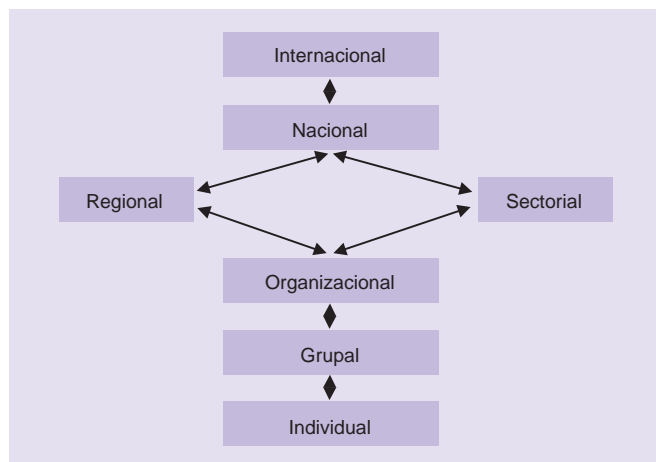 Internacional
Nacional
Regional
Sectorial
Organizacional
Grupal
Individual